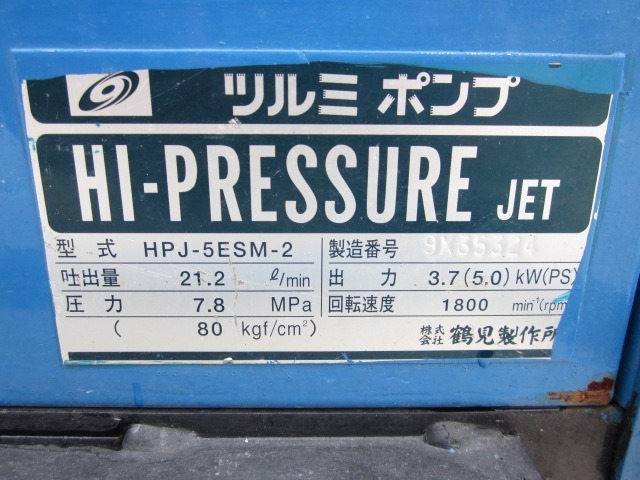 ツルミ ポンプ
HI-PRESSURE JET
型式 HPJ-5ESM-2 製造番号 9X35324
吐出量 21.2 ℓ/min 出力 3.7(5.0) kW(PS)
圧力 7.8 MPa 回転速度 1800 min⁻¹(rpm
( 80 kgf/cm²)
株式会社 鶴見製作所